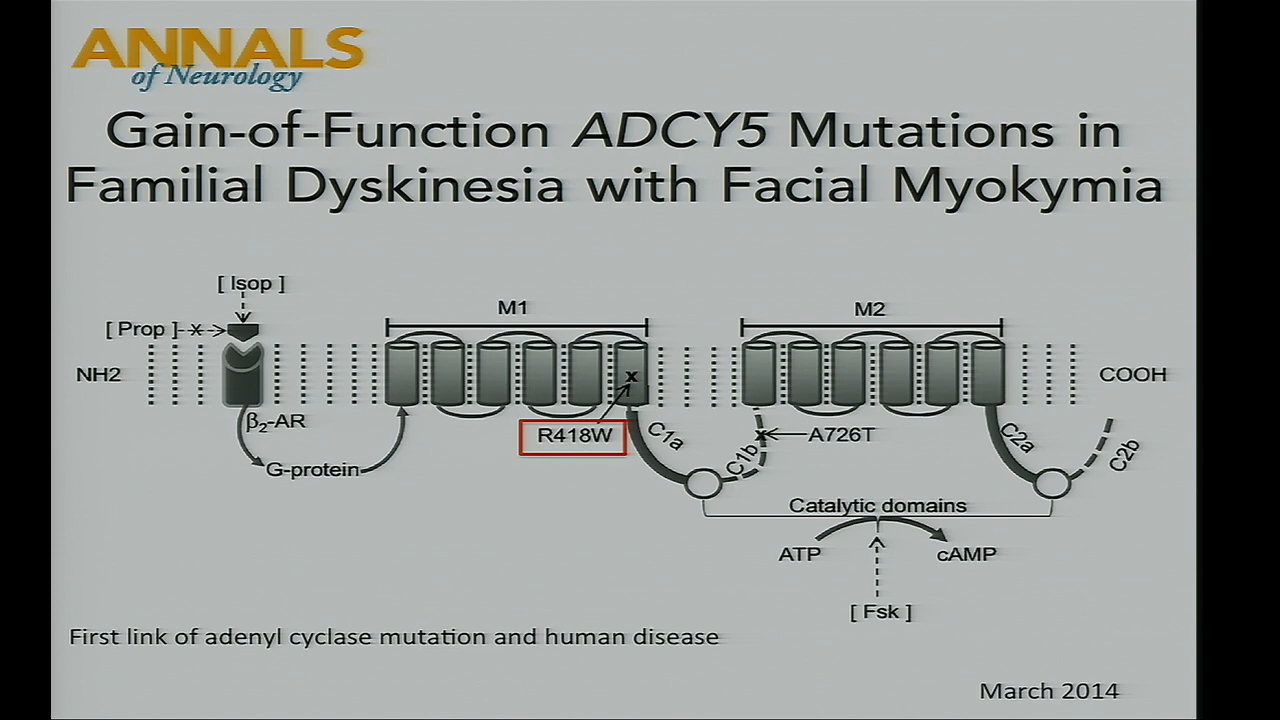 ANNALS
of Neurology
Gain-of-Function ADCY5 Mutations in
Familial Dyskinesia with Facial Myokymia
[ Isop ]
[ Prop ]
x
M1
M2
NH2
COOH
x
β2-AR
G-protein
R418W
C1a
C1b
x
A726T
C2a
C2b
Catalytic domains
ATP
cAMP
[ Fsk ]
First link of adenyl cyclase mutation and human disease
March 2014